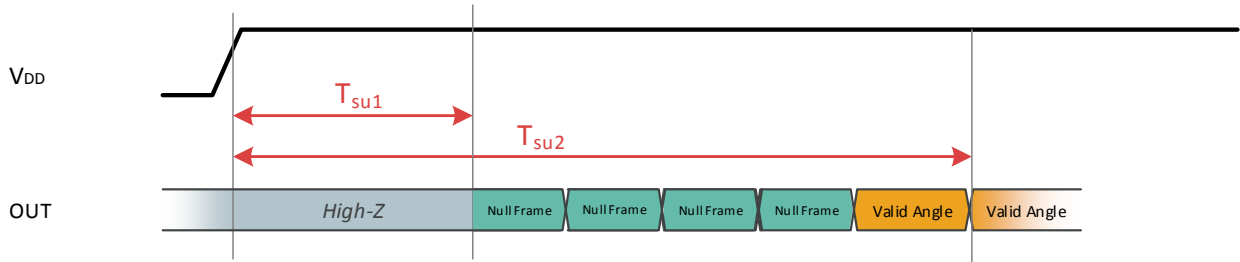 VDD
Tsu1
Tsu2
OUT
High-Z
Null Frame
Null Frame
Null Frame
Null Frame
Valid Angle
Valid Angle